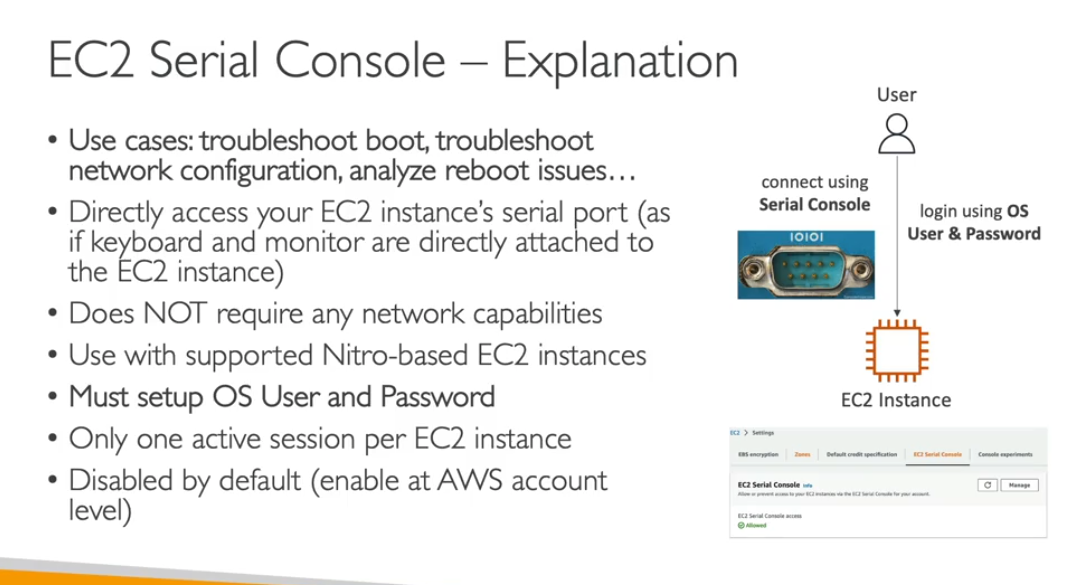 EC2 Serial Console – Explanation
• Use cases: troubleshoot boot, troubleshoot
network configuration, analyze reboot issues…
• Directly access your EC2 instance's serial port (as
if keyboard and monitor are directly attached to
the EC2 instance)
• Does NOT require any network capabilities
• Use with supported Nitro-based EC2 instances
• Must setup OS User and Password
• Only one active session per EC2 instance
• Disabled by default (enable at AWS account
level)
User
connect using
Serial Console
login using OS
User & Password
IOIOI
EC2 Instance
EC2 > Settings
EBS encryption | Zones | Default credit specification | EC2 Serial Console | Console experiments
EC2 Serial Console Info
Manage
Allow or prevent access to your EC2 instances via the EC2 Serial Console for your account.
EC2 Serial Console access
Allowed